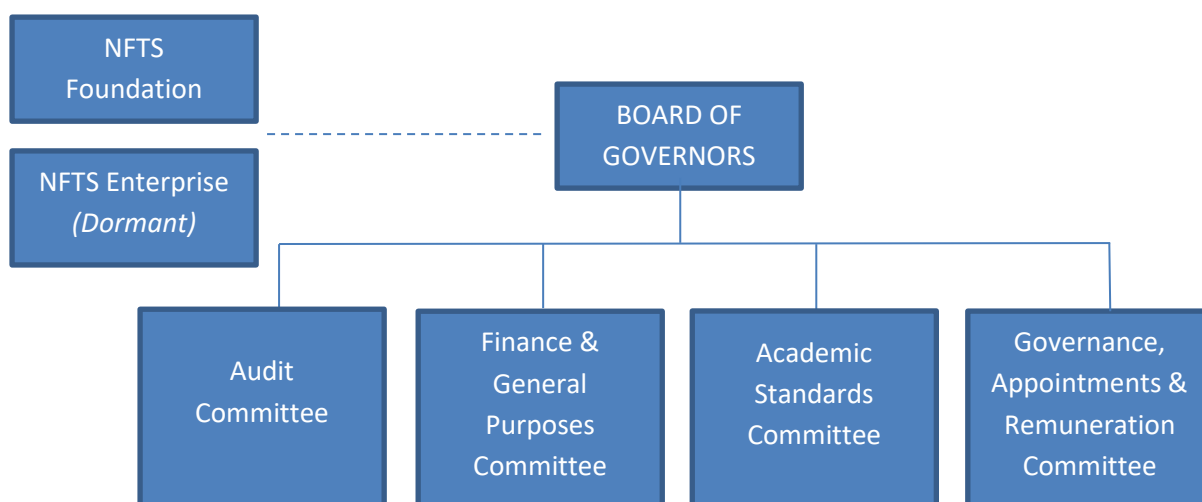 NFTS
Foundation
BOARD OF
GOVERNORS
NFTS Enterprise
(Dormant)
Audit
Committee
Finance &
General
Purposes
Committee
Academic
Standards
Committee
Governance,
Appointments &
Remuneration
Committee